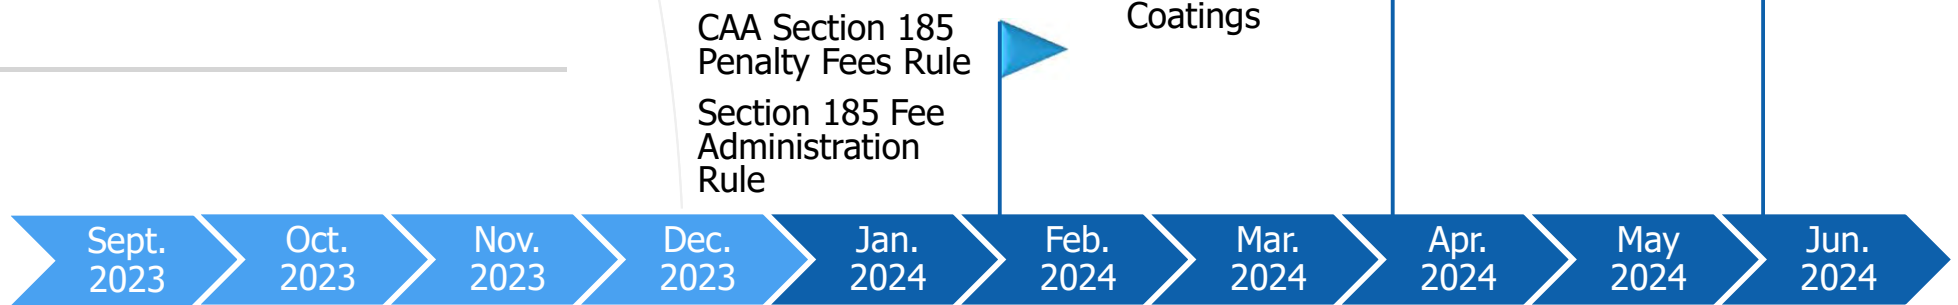 CAA Section 185
Penalty Fees Rule
Section 185 Fee
Administration
Rule
Coatings
Sept.
2023
Oct.
2023
Nov.
2023
Dec.
2023
Jan.
2024
Feb.
2024
Mar.
2024
Apr.
2024
May
2024
Jun.
2024